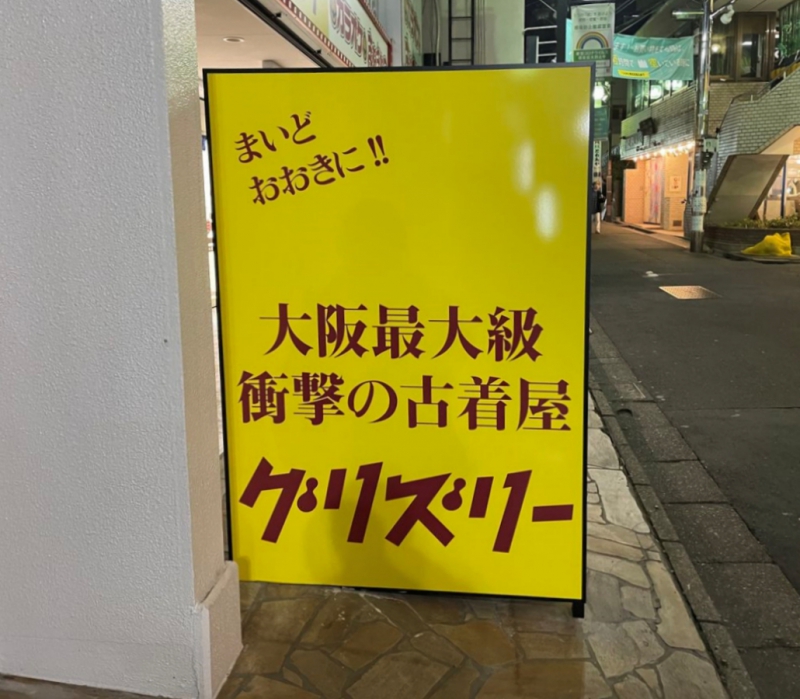 まいど
おおきに!!
大阪最大級
衝撃の古着屋
グリズリー